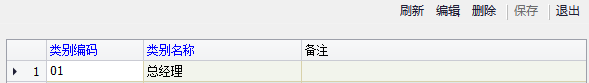 刷新 编辑 删除 保存 退出
类别编码 类别名称 备注
1 01 总经理